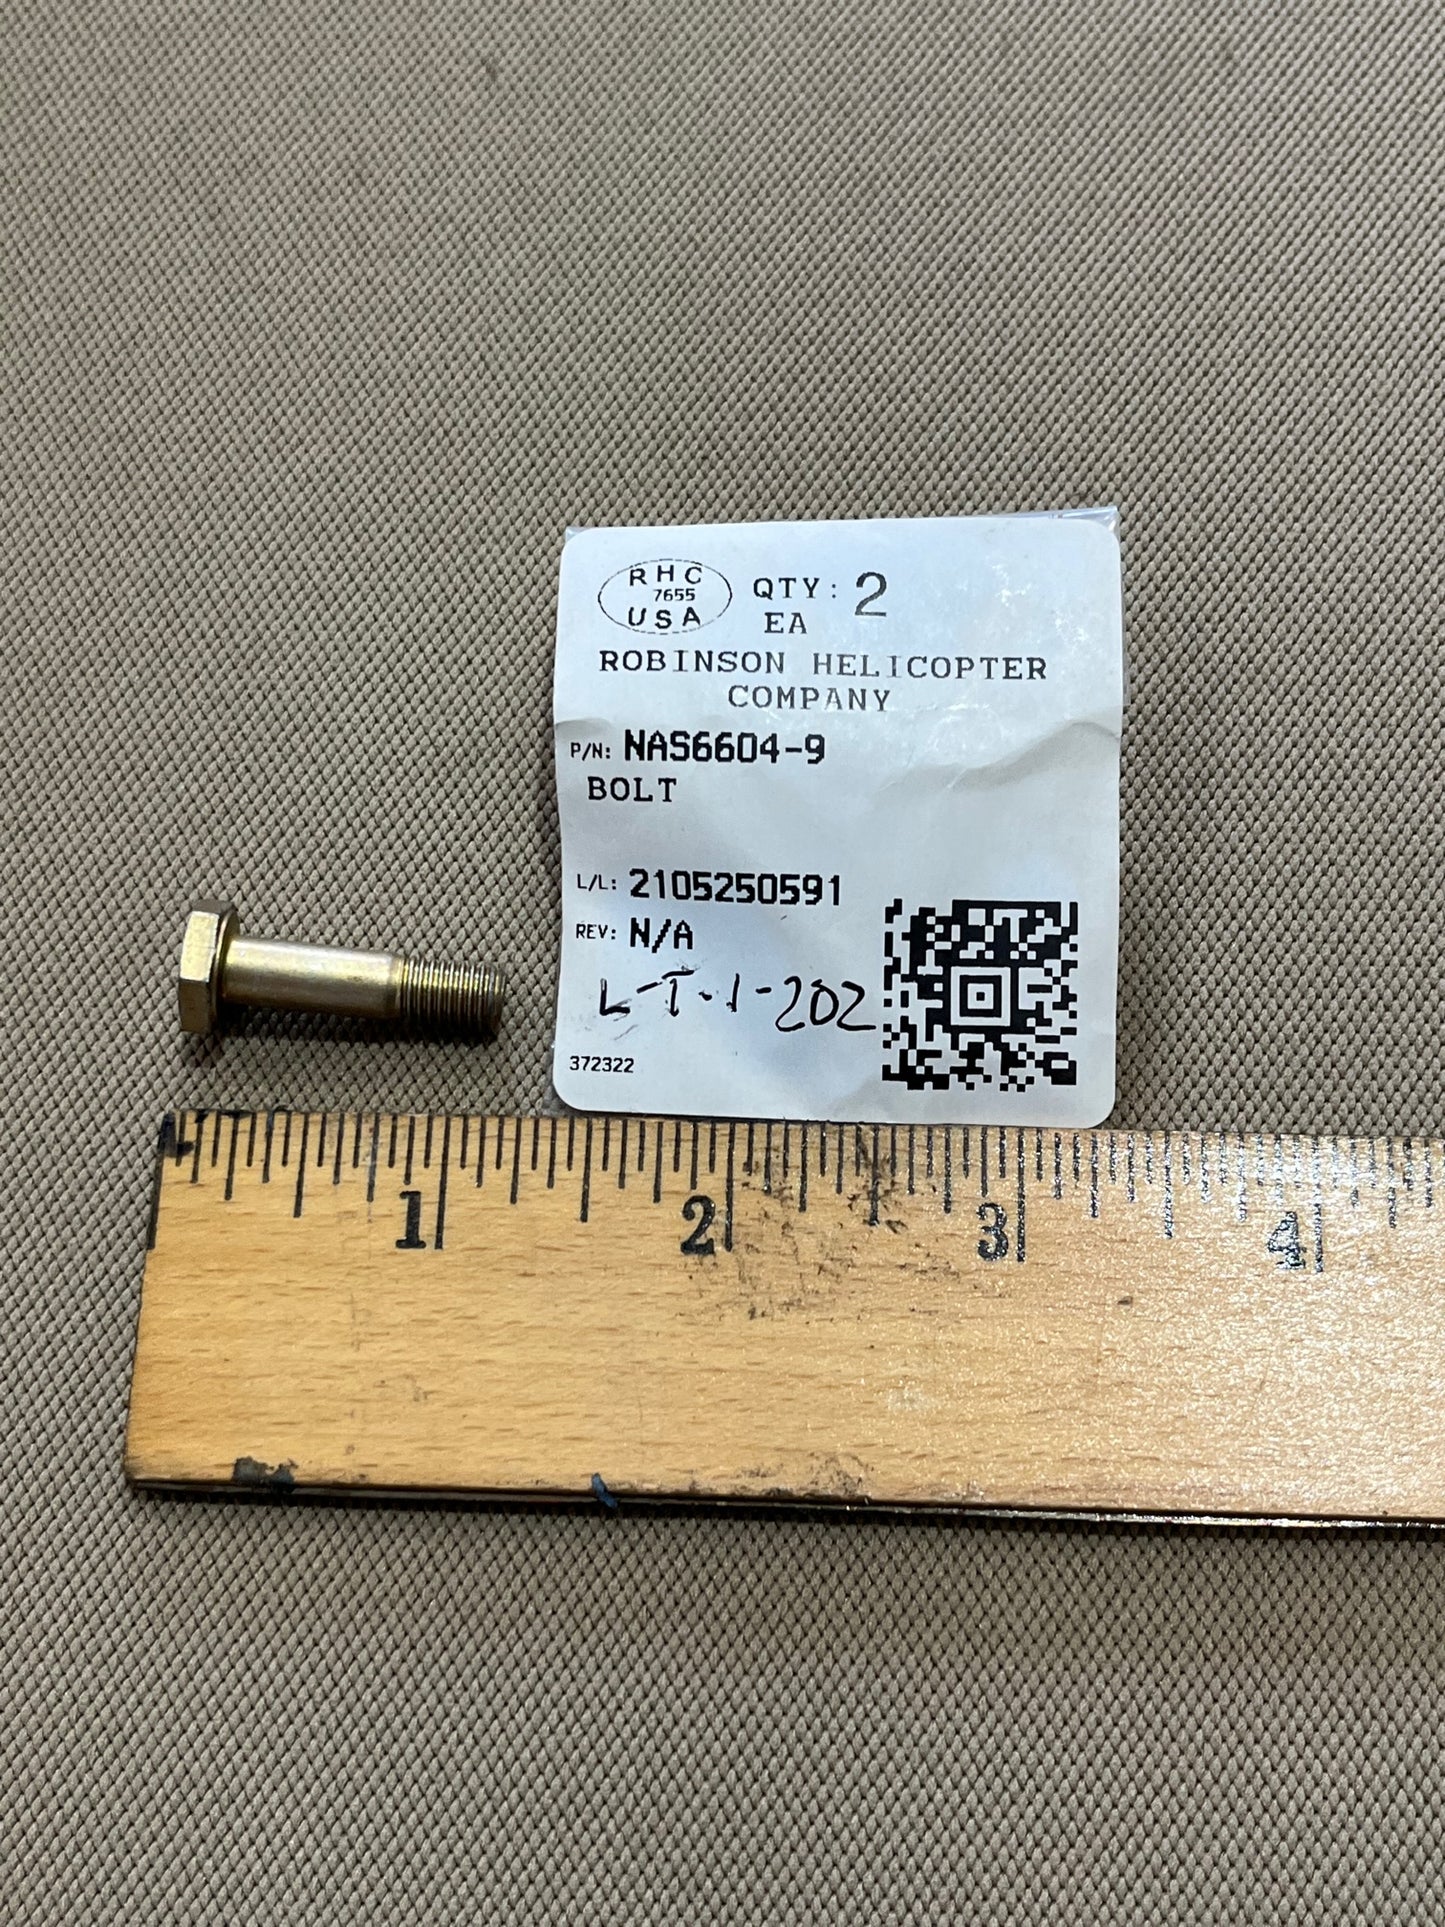 RHC
7655
USA
QTY: 2
EA
ROBINSON HELICOPTER
COMPANY
P/N: NAS6604-9
BOLT
L/L: 2105250591
REV: N/A
L-T-1-202
372322
1 2 3 4